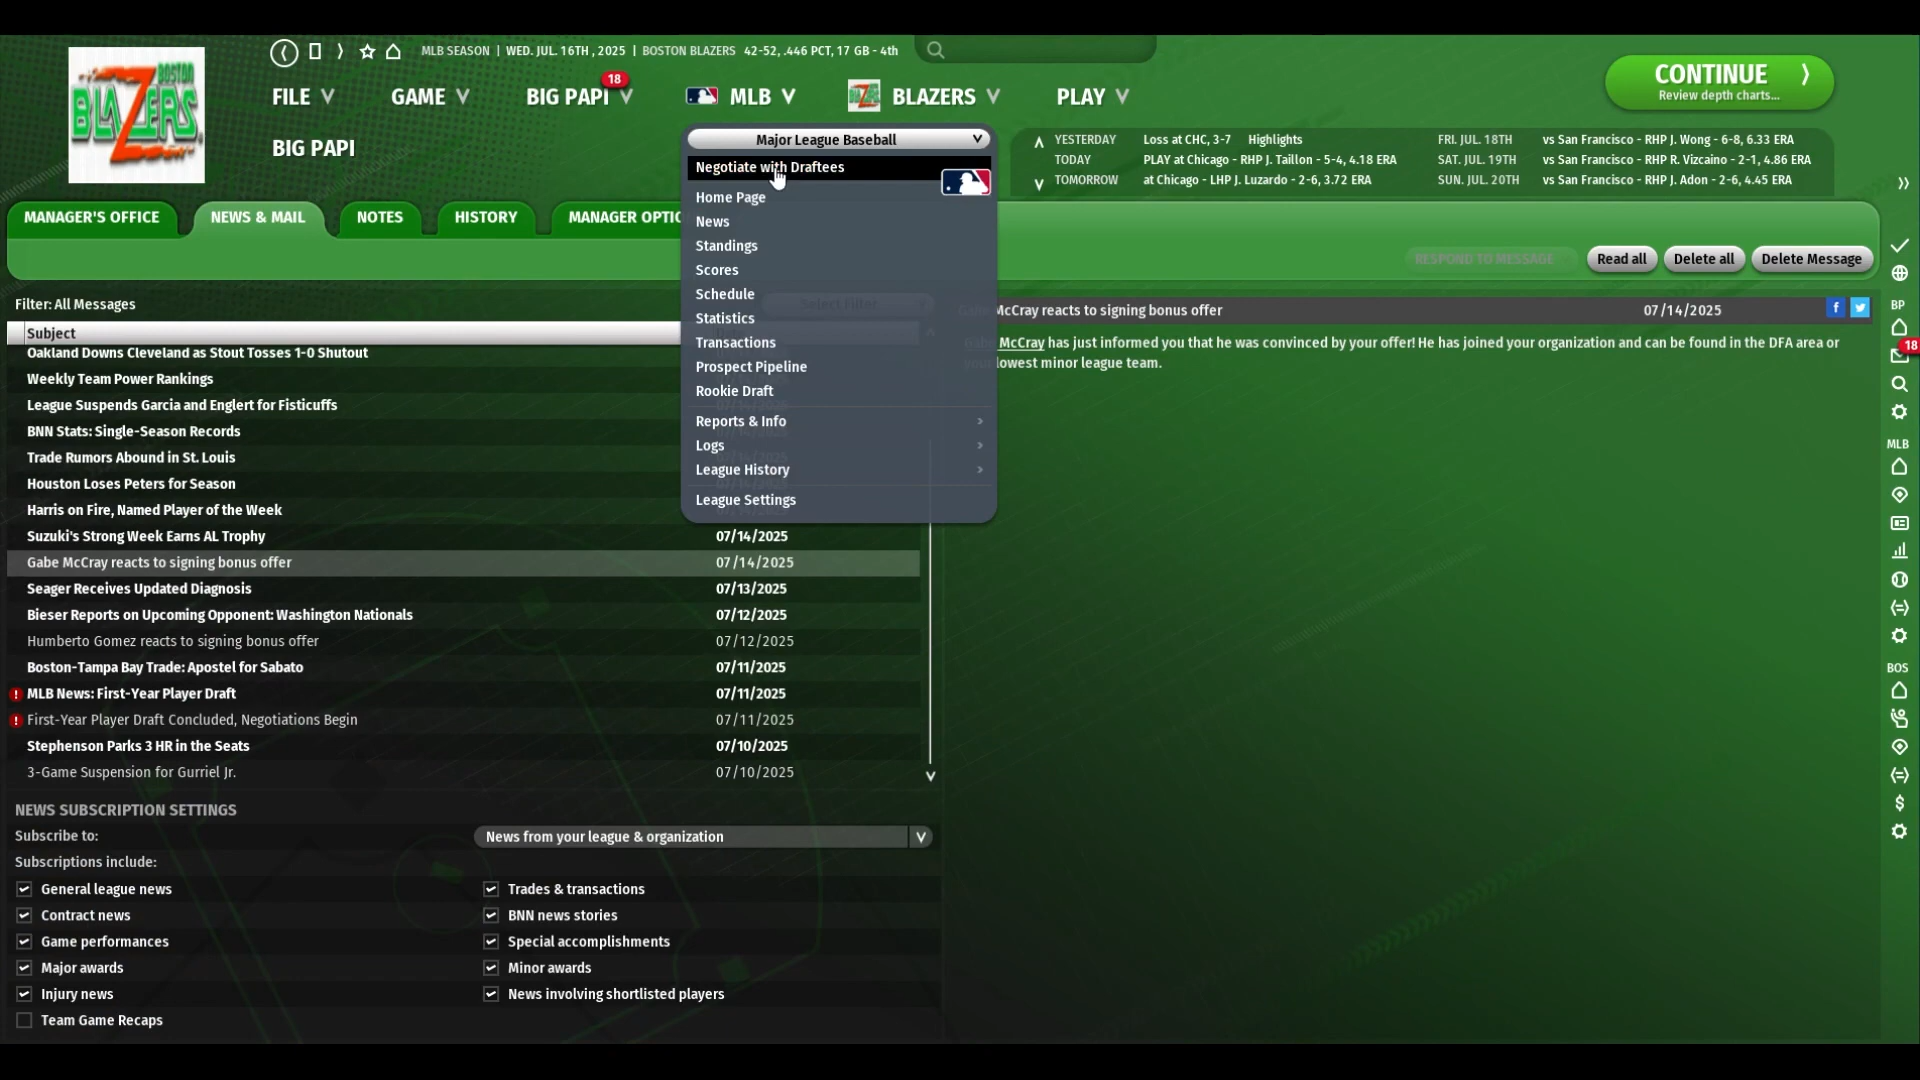 MLB SEASON | WED. JUL. 16TH , 2025 | BOSTON BLAZERS 42-52, .446 PCT, 17 GB - 4th
BOSTON
BLAZERS
FILE GAME BIG PAPI 18 MLB BLAZERS PLAY
CONTINUE
Review depth charts...
BIG PAPI
Major League Baseball
Negotiate with Draftees
Home Page
News
Standings
Scores
Schedule
Statistics
Transactions
Prospect Pipeline
Rookie Draft
Reports & Info
Logs
League History
League Settings
YESTERDAY Loss at CHC, 3-7 Highlights FRI. JUL. 18TH vs San Francisco - RHP J. Wong - 6-8, 6.33 ERA
TODAY PLAY at Chicago - RHP J. Taillon - 5-4, 4.18 ERA SAT. JUL. 19TH vs San Francisco - RHP R. Vizcaino - 2-1, 4.86 ERA
TOMORROW at Chicago - LHP J. Luzardo - 2-6, 3.72 ERA SUN. JUL. 20TH vs San Francisco - RHP J. Adon - 2-6, 4.45 ERA
MANAGER'S OFFICE NEWS & MAIL NOTES HISTORY MANAGER OPTIO
RESPOND TO MESSAGE Read all Delete all Delete Message
Filter: All Messages Select Filter
Subject
Oakland Downs Cleveland as Stout Tosses 1-0 Shutout
Weekly Team Power Rankings
League Suspends Garcia and Englert for Fisticuffs
BNN Stats: Single-Season Records
Trade Rumors Abound in St. Louis
Houston Loses Peters for Season
Harris on Fire, Named Player of the Week
Suzuki's Strong Week Earns AL Trophy 07/14/2025
Gabe McCray reacts to signing bonus offer 07/14/2025
Seager Receives Updated Diagnosis 07/13/2025
Bieser Reports on Upcoming Opponent: Washington Nationals 07/12/2025
Humberto Gomez reacts to signing bonus offer 07/12/2025
Boston-Tampa Bay Trade: Apostel for Sabato 07/11/2025
MLB News: First-Year Player Draft 07/11/2025
First-Year Player Draft Concluded, Negotiations Begin 07/11/2025
Stephenson Parks 3 HR in the Seats 07/10/2025
3-Game Suspension for Gurriel Jr. 07/10/2025
McCray reacts to signing bonus offer 07/14/2025
McCray has just informed you that he was convinced by your offer! He has joined your organization and can be found in the DFA area or
your lowest minor league team.
NEWS SUBSCRIPTION SETTINGS
Subscribe to: News from your league & organization
Subscriptions include:
General league news Trades & transactions
Contract news BNN news stories
Game performances Special accomplishments
Major awards Minor awards
Injury news News involving shortlisted players
Team Game Recaps
BP
18
MLB
BOS